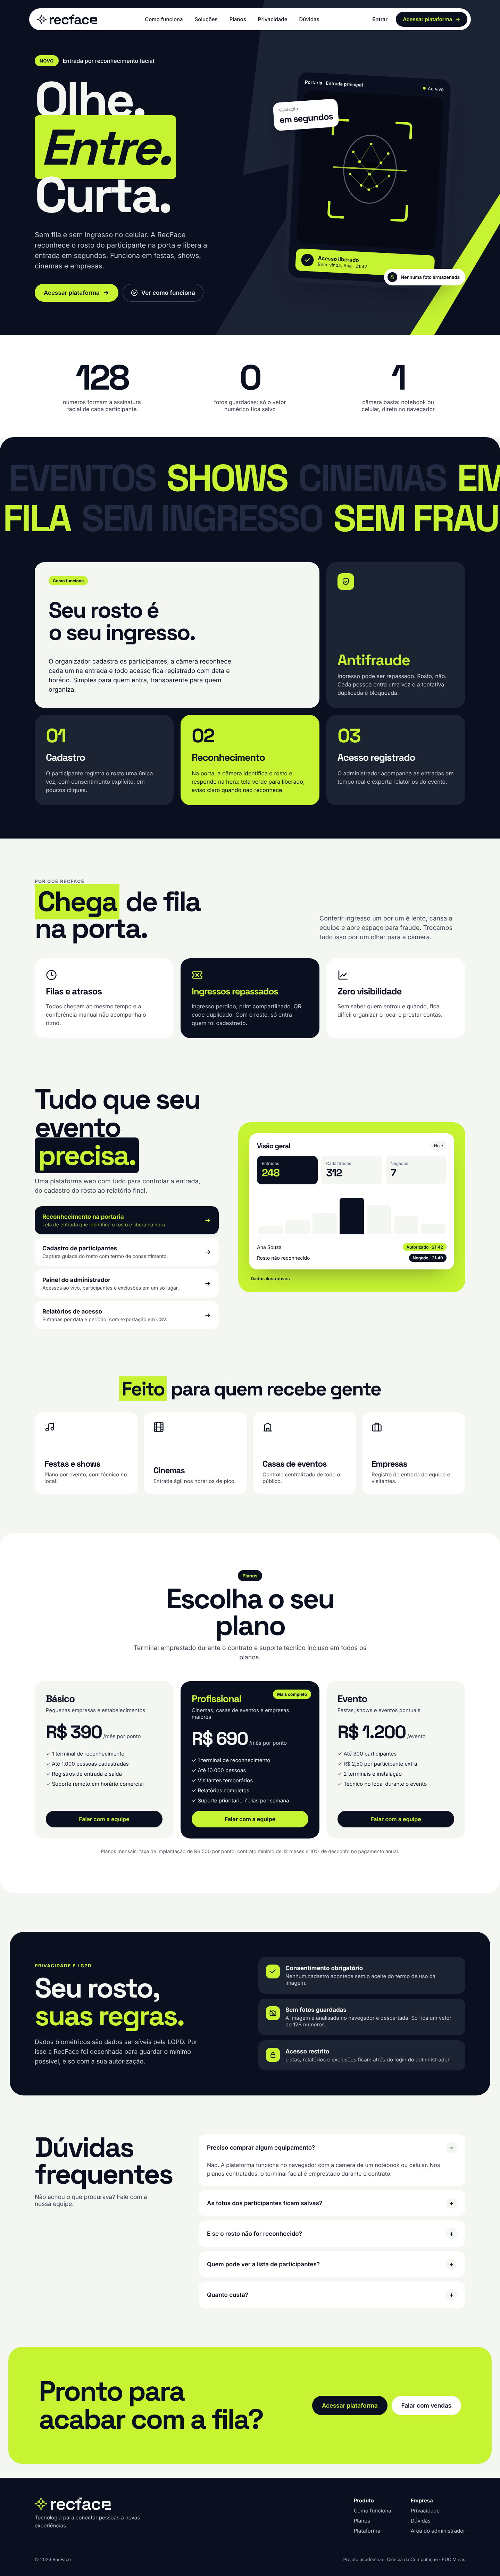 recface
Como funciona
Soluções
Planos
Privacidade
Dúvidas
Entrar
Acessar plataforma →
NOVO
Entrada por reconhecimento facial
Olhe.
Entre.
Curta.
Sem fila e sem ingresso no celular. A RecFace
reconhece o rosto do participante na porta e libera a
entrada em segundos. Funciona em festas, shows,
cinemas e empresas.
Acessar plataforma →
Ver como funciona
Portaria · Entrada principal
Ao vivo
Validação
em segundos
Acesso liberado
Bem-vinda, Ana · 21:42
Nenhuma foto armazenada
128
números formam a assinatura
facial de cada participante
0
fotos guardadas: só o vetor
numérico fica salvo
1
câmera basta: notebook ou
celular, direto no navegador
EVENTOS SHOWS CINEMAS EM
FILA SEM INGRESSO SEM FRAU
Como funciona
Seu rosto é
o seu ingresso.
O organizador cadastra os participantes, a câmera reconhece
cada um na entrada e todo acesso fica registrado com data e
horário. Simples para quem entra, transparente para quem
organiza.
Antifraude
Ingresso pode ser repassado. Rosto, não.
Cada pessoa entra uma vez e a tentativa
duplicada é bloqueada.
01
Cadastro
O participante registra o rosto uma única
vez, com consentimento explícito, em
poucos cliques.
02
Reconhecimento
Na porta, a câmera identifica o rosto e
responde na hora: tela verde para liberado,
aviso claro quando não reconhece.
03
Acesso registrado
O administrador acompanha as entradas em
tempo real e exporta relatórios do evento.
POR QUE RECFACE
Chega de fila
na porta.
Conferir ingresso um por um é lento, cansa a
equipe e abre espaço para fraude. Trocamos
tudo isso por um olhar para a câmera.
Filas e atrasos
Todos chegam ao mesmo tempo e a
conferência manual não acompanha o
ritmo.
Ingressos repassados
Ingresso perdido, print compartilhado, QR
code duplicado. Com o rosto, só entra
quem foi cadastrado.
Zero visibilidade
Sem saber quem entrou e quando, fica
difícil organizar o local e prestar contas.
Tudo que seu
evento
precisa.
Uma plataforma web com tudo para controlar a entrada,
do cadastro do rosto ao relatório final.
Reconhecimento na portaria
Tela de entrada que identifica o rosto e libera na hora.
→
Cadastro de participantes
Captura guiada do rosto com termo de consentimento.
→
Painel do administrador
Acessos ao vivo, participantes e exclusões em um só lugar.
→
Relatórios de acesso
Entradas por data e período, com exportação em CSV.
→
Visão geral
Hoje
Entradas
248
Cadastrados
312
Negados
7
Ana Souza
Autorizado · 21:42
Rosto não reconhecido
Negado · 21:40
Dados ilustrativos
Feito para quem recebe gente
Festas e shows
Plano por evento, com técnico no
local.
Cinemas
Entrada ágil nos horários de pico.
Casas de eventos
Controle centralizado de todo o
público.
Empresas
Registro de entrada de equipe e
visitantes.
Planos
Escolha o seu
plano
Terminal emprestado durante o contrato e suporte técnico incluso em todos os
planos.
Básico
Pequenas empresas e estabelecimentos
R$ 390 /mês por ponto
✓ 1 terminal de reconhecimento
✓ Até 1.000 pessoas cadastradas
✓ Registros de entrada e saída
✓ Suporte remoto em horário comercial
Falar com a equipe
Profissional
Mais completo
Cinemas, casas de eventos e empresas
maiores
R$ 690 /mês por ponto
✓ 1 terminal de reconhecimento
✓ Até 10.000 pessoas
✓ Visitantes temporários
✓ Relatórios completos
✓ Suporte prioritário 7 dias por semana
Falar com a equipe
Evento
Festas, shows e eventos pontuais
R$ 1.200 /evento
✓ Até 300 participantes
✓ R$ 2,50 por participante extra
✓ 2 terminais e instalação
✓ Técnico no local durante o evento
Falar com a equipe
Planos mensais: taxa de implantação de R$ 500 por ponto, contrato mínimo de 12 meses e 10% de desconto no pagamento anual.
PRIVACIDADE E LGPD
Seu rosto,
suas regras.
Dados biométricos são dados sensíveis pela LGPD. Por
isso a RecFace foi desenhada para guardar o mínimo
possível, e só com a sua autorização.
Consentimento obrigatório
Nenhum cadastro acontece sem o aceite do termo de uso da
imagem.
Sem fotos guardadas
A imagem é analisada no navegador e descartada. Só fica um vetor
de 128 números.
Acesso restrito
Listas, relatórios e exclusões ficam atrás do login do administrador.
Dúvidas
frequentes
Não achou o que procurava? Fale com a
nossa equipe.
Preciso comprar algum equipamento?
−
Não. A plataforma funciona no navegador com a câmera de um notebook ou celular. Nos
planos contratados, o terminal facial é emprestado durante o contrato.
As fotos dos participantes ficam salvas?
+
E se o rosto não for reconhecido?
+
Quem pode ver a lista de participantes?
+
Quanto custa?
+
Pronto para
acabar com a fila?
Acessar plataforma
Falar com vendas
recface
Tecnologia para conectar pessoas a novas
experiências.
Produto
Como funciona
Planos
Plataforma
Empresa
Privacidade
Dúvidas
Área do administrador
© 2026 RecFace
Projeto acadêmico · Ciência da Computação · PUC Minas